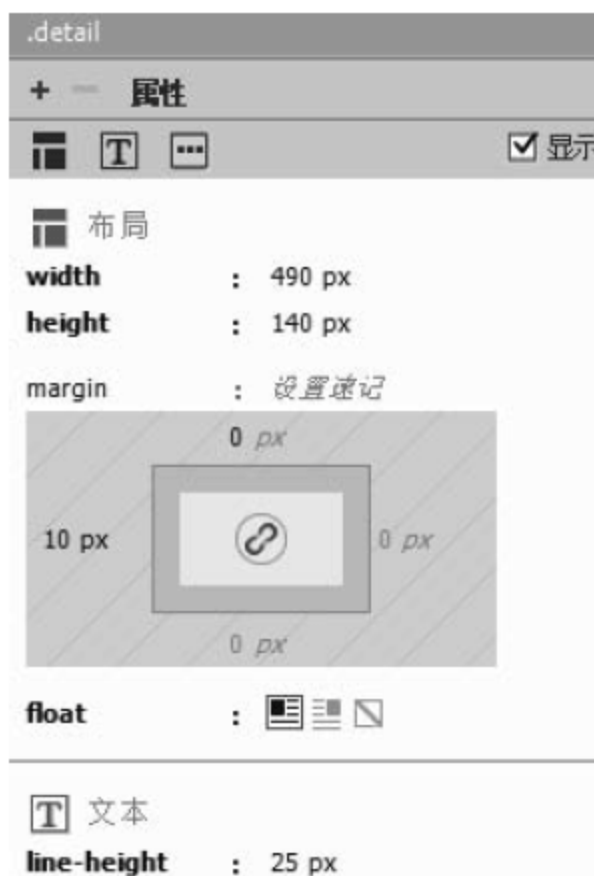 .detail
+ − 属性
T ✓ 显示
布局
width : 490 px
height : 140 px
margin : 设置速记
0 px
10 px 0 px
0 px
float :
T 文本
line-height : 25 px